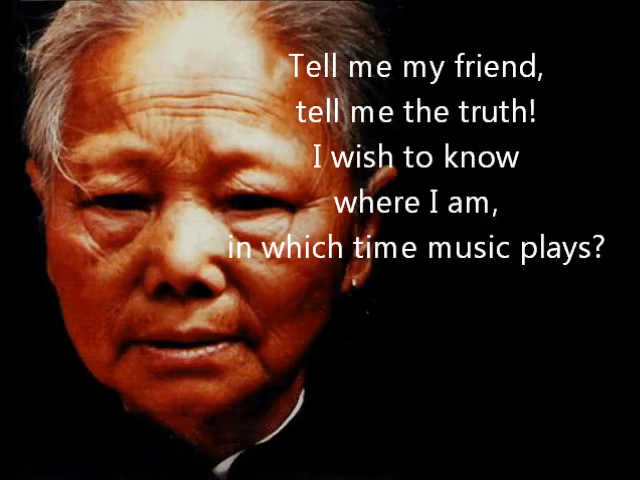 Tell me my friend,
tell me the truth!
I wish to know
where I am,
in which time music plays?